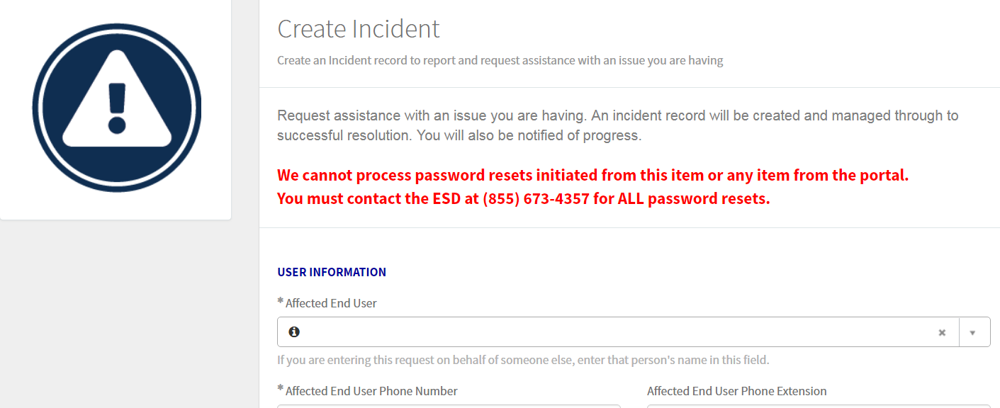 Create Incident
Create an Incident record to report and request assistance with an issue you are having
Request assistance with an issue you are having. An incident record will be created and managed through to
successful resolution. You will also be notified of progress.
We cannot process password resets initiated from this item or any item from the portal.
You must contact the ESD at (855) 673-4357 for ALL password resets.
USER INFORMATION
* Affected End User
If you are entering this request on behalf of someone else, enter that person's name in this field.
* Affected End User Phone Number
Affected End User Phone Extension